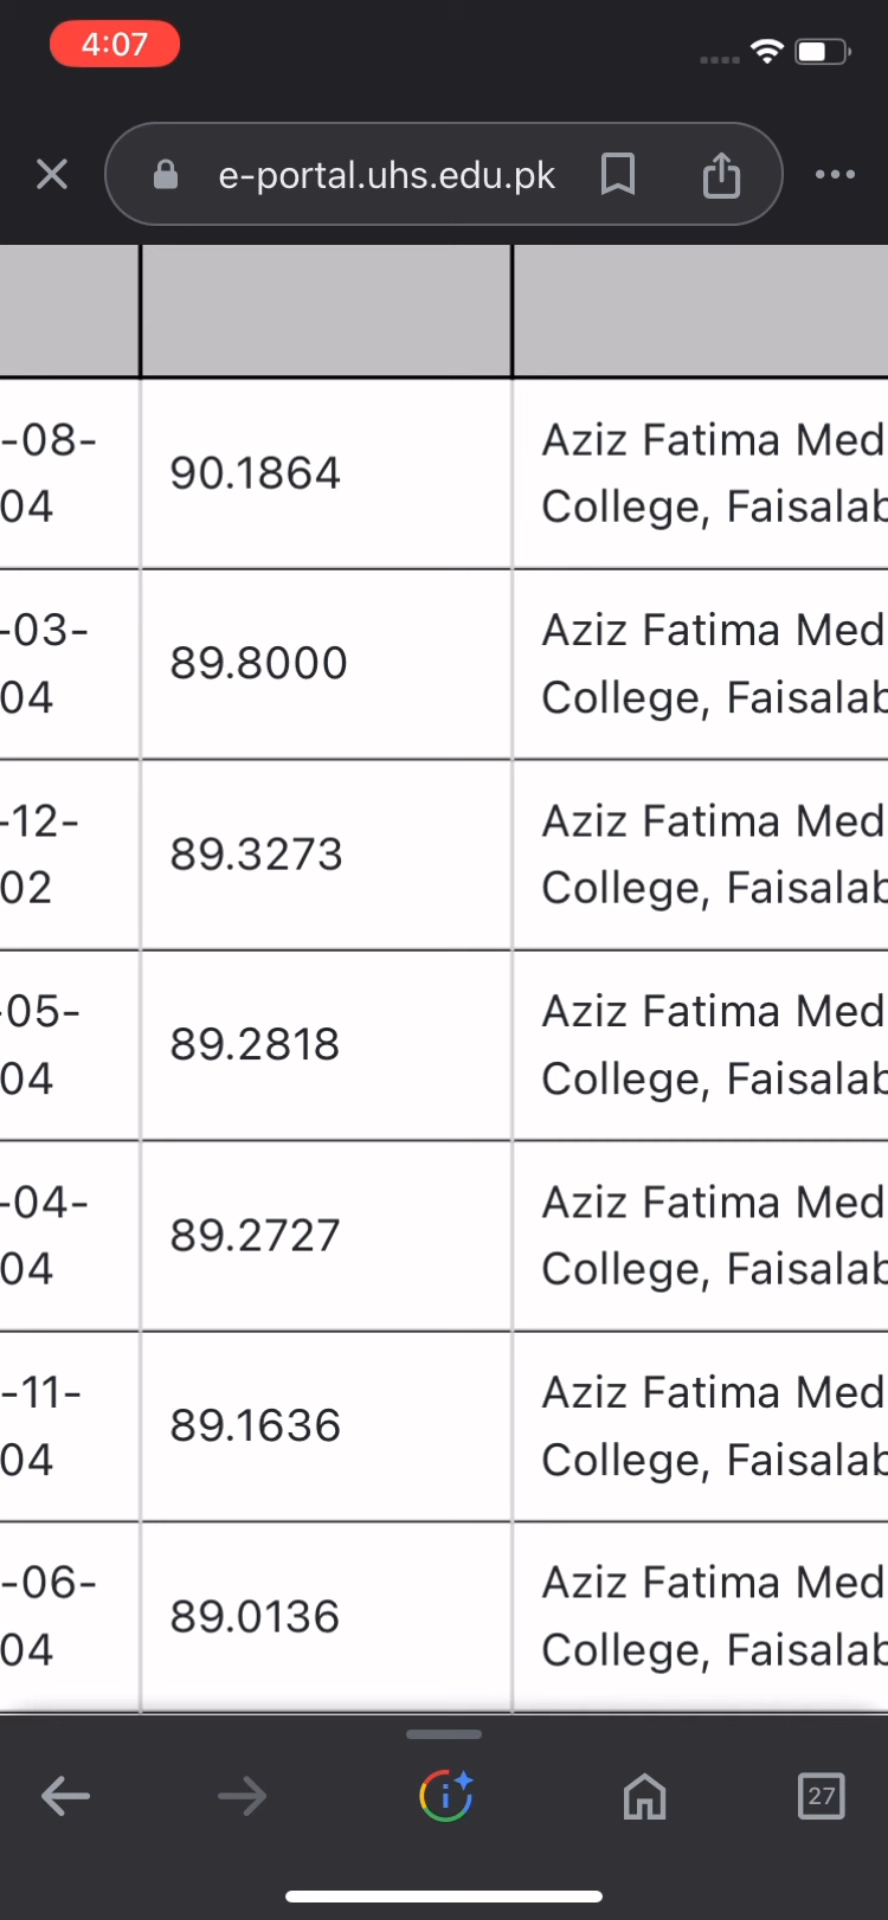 4:07
e-portal.uhs.edu.pk
-08-
04
90.1864
Aziz Fatima Med
College, Faisalab
-03-
04
89.8000
Aziz Fatima Med
College, Faisalab
-12-
02
89.3273
Aziz Fatima Med
College, Faisalab
-05-
04
89.2818
Aziz Fatima Med
College, Faisalab
-04-
04
89.2727
Aziz Fatima Med
College, Faisalab
-11-
04
89.1636
Aziz Fatima Med
College, Faisalab
-06-
04
89.0136
Aziz Fatima Med
College, Faisalab
27